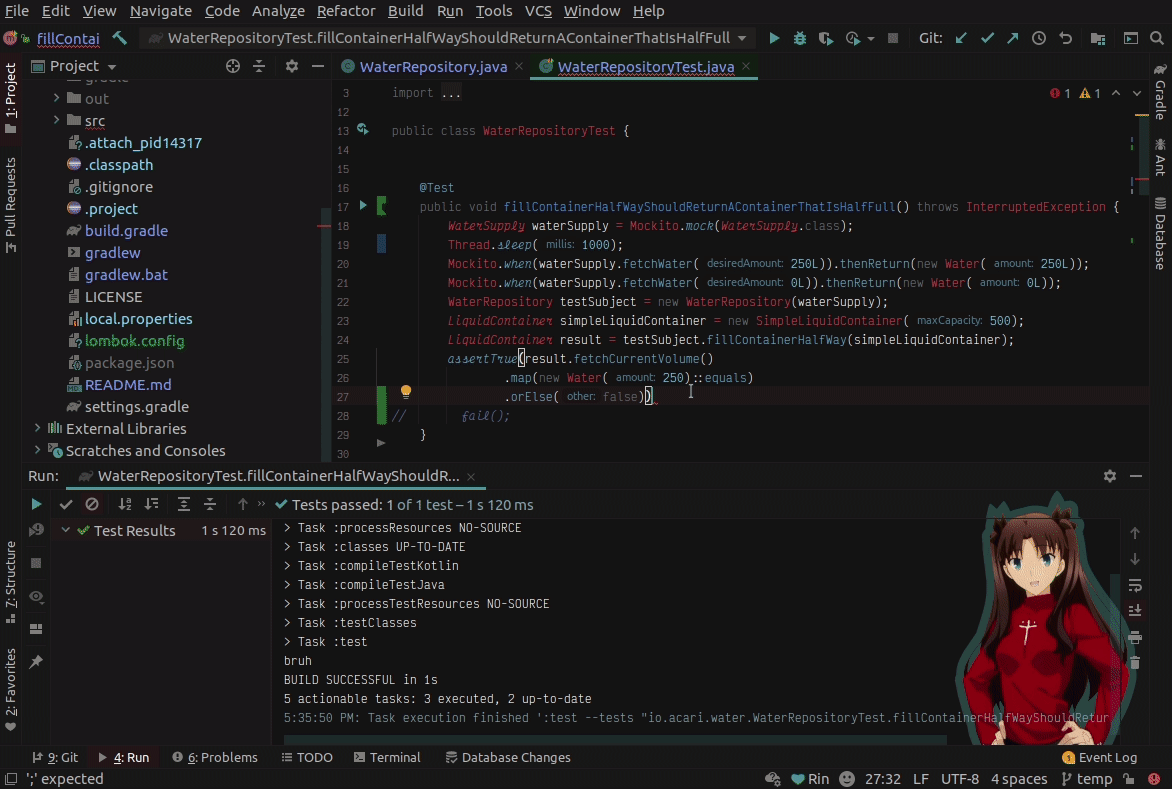 File Edit View Navigate Code Analyze Refactor Build Run Tools VCS Window Help
fillContai WaterRepositoryTest.fillContainerHalfWayShouldReturnAContainerThatIsHalfFull Git:
Project WaterRepository.java WaterRepositoryTest.java
1: Project
Pull Requests
7: Structure
2: Favorites
Gradle
Ant
Database
gradle
out
src
.attach_pid14317
.classpath
.gitignore
.project
build.gradle
gradlew
gradlew.bat
LICENSE
local.properties
lombok.config
package.json
README.md
settings.gradle
External Libraries
Scratches and Consoles
1 1
3 import ...
12
13 public class WaterRepositoryTest {
14
15
16 @Test
17 public void fillContainerHalfWayShouldReturnAContainerThatIsHalfFull() throws InterruptedException {
18 WaterSupply waterSupply = Mockito.mock(WaterSupply.class);
19 Thread.sleep( millis: 1000);
20 Mockito.when(waterSupply.fetchWater( desiredAmount: 250L)).thenReturn(new Water( amount: 250L));
21 Mockito.when(waterSupply.fetchWater( desiredAmount: 0L)).thenReturn(new Water( amount: 0L));
22 WaterRepository testSubject = new WaterRepository(waterSupply);
23 LiquidContainer simpleLiquidContainer = new SimpleLiquidContainer( maxCapacity: 500);
24 LiquidContainer result = testSubject.fillContainerHalfWay(simpleLiquidContainer);
25 assertTrue(result.fetchCurrentVolume()
26 .map(new Water( amount: 250)::equals)
27 .orElse( other: false))
28 // fail();
29 }
30
Run: WaterRepositoryTest.fillContainerHalfWayShouldR...
Tests passed: 1 of 1 test – 1 s 120 ms
Test Results 1 s 120 ms
> Task :processResources NO-SOURCE
> Task :classes UP-TO-DATE
> Task :compileTestKotlin
> Task :compileTestJava
> Task :processTestResources NO-SOURCE
> Task :testClasses
> Task :test
bruh
BUILD SUCCESSFUL in 1s
5 actionable tasks: 3 executed, 2 up-to-date
5:35:50 PM: Task execution finished ':test --tests "io.acari.water.WaterRepositoryTest.fillContainerHalfWayShouldRetur
9: Git 4: Run 6: Problems TODO Terminal Database Changes 1 Event Log
';' expected Rin 27:32 LF UTF-8 4 spaces temp